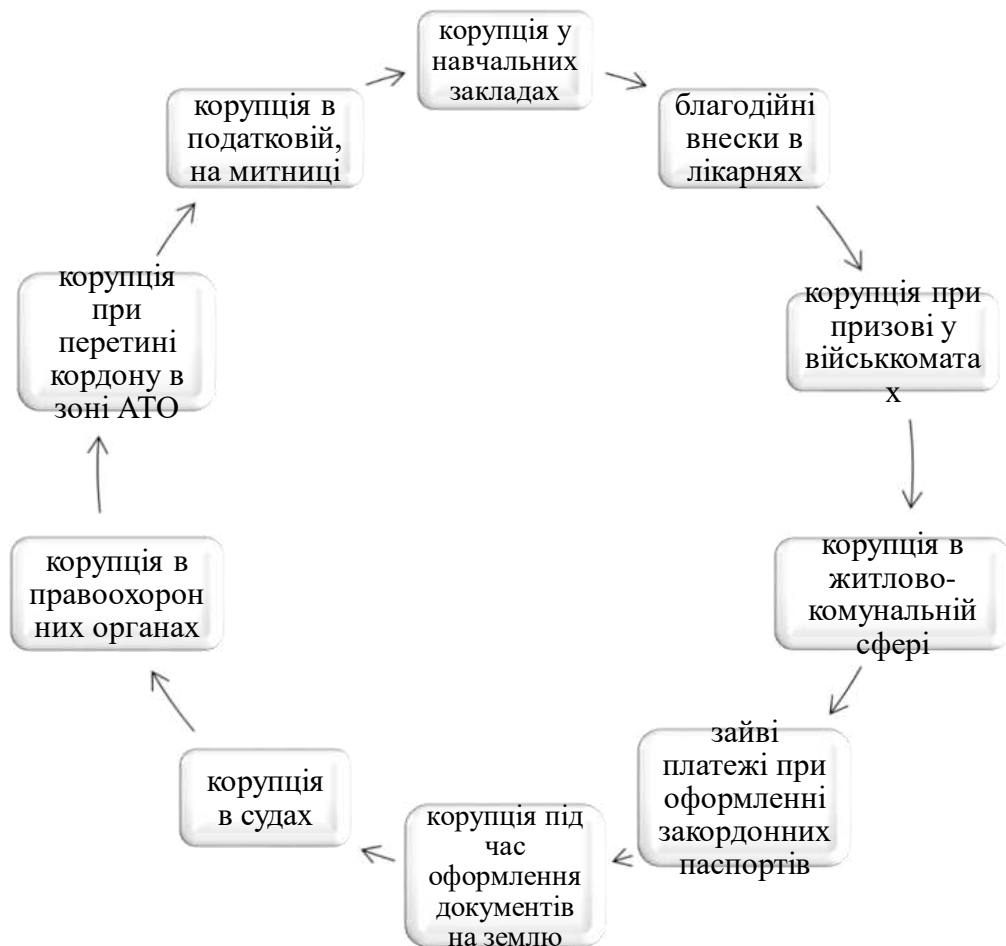 корупція у
навчальних
закладах
благодійні
внески в
лікарнях
корупція при
призові у
військкомата
х
корупція в
житлово-
комунальній
сфері
зайві
платежі при
оформленні
закордонних
паспортів
корупція під
час
оформлення
документів
на землю
корупція
в судах
корупція в
правоохорон
них органах
корупція
при
перетині
кордону в
зоні АТО
корупція в
податковій,
на митниці